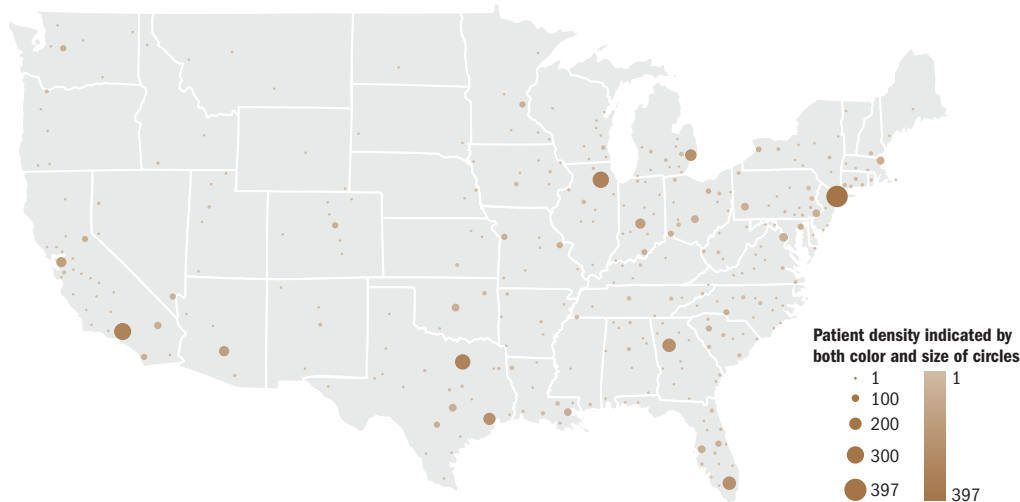 Patient density indicated by
both color and size of circles
1 1
100
200
300
397 397